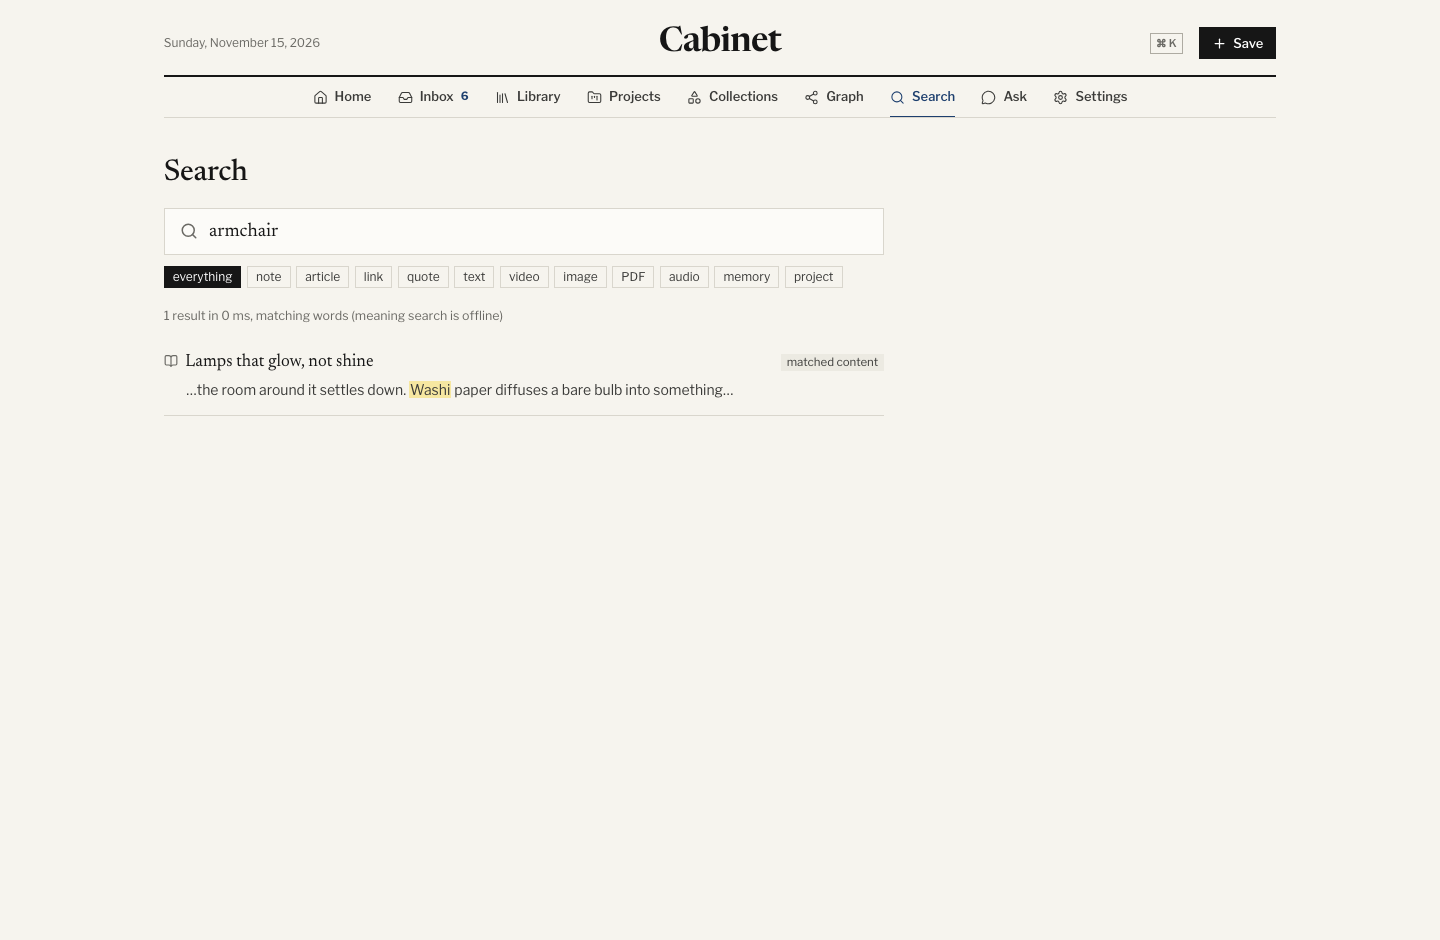 Sunday, November 15, 2026
Cabinet
⌘ K
Save
Home
Inbox 6
Library
Projects
Collections
Graph
Search
Ask
Settings
Search
armchair
everything
note
article
link
quote
text
video
image
PDF
audio
memory
project
1 result in 0 ms, matching words (meaning search is offline)
Lamps that glow, not shine
matched content
…the room around it settles down. Washi paper diffuses a bare bulb into something…